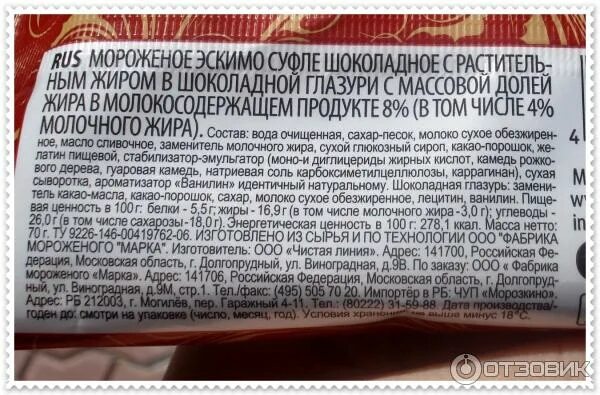 RUS МОРОЖЕНОЕ ЭСКИМО СУФЛЕ ШОКОЛАДНОЕ С РАСТИТЕЛЬ-
НЫМ ЖИРОМ В ШОКОЛАДНОЙ ГЛАЗУРИ С МАССОВОЙ ДОЛЕЙ
ЖИРА В МОЛОКОСОДЕРЖАЩЕМ ПРОДУКТЕ 8% (В ТОМ ЧИСЛЕ 4%
МОЛОЧНОГО ЖИРА). Состав: вода очищенная, сахар-песок, молоко сухое обезжирен-
ное, масло сливочное, заменитель молочного жира, сухой глюкозный сироп, какао-порошок, же-
латин пищевой, стабилизатор-эмульгатор (моно-и диглицериды жирных кислот, камедь рожко-
вого дерева, гуаровая камедь, натриевая соль карбоксиметилцеллюлозы, каррагинан), сухая
сыворотка, ароматизатор «Ванилин» идентичный натуральному. Шоколадная глазурь: замени-
тель какао-масла, какао-порошок, сахар, молоко сухое обезжиренное, лецитин, ванилин. Пище-
вая ценность в 100 г: белки - 5,5 г; жиры - 16,9 г (в том числе молочного жира -3,0 г); углеводы -
26,0 г (в том числе сахарозы-18,0 г). Энергетическая ценность в 100 г: 278,1 ккал. Масса нетто:
70 г. ТУ 9226-146-00419762-06. ИЗГОТОВЛЕНО ИЗ СЫРЬЯ И ПО ТЕХНОЛОГИИ ООО "ФАБРИКА
МОРОЖЕНОГО "МАРКА". Изготовитель: ООО «Чистая линия». Адрес: 141700, Российская Фе-
дерация, Московская область, г. Долгопрудный, ул. Виноградная, д.9В. По заказу: ООО « Фабрика
мороженого «Марка». Адрес: 141706, Российская Федерация, Московская область, г. Долгопруд-
ный, ул. Виноградная, д.9М, стр.1. Тел./факс: (495) 505 70 20. Импортёр в РБ: ЧУП «Морозкино».
Адрес: РБ 212003, г. Могилёв, пер. Гаражный 4-11. Тел.: (80222) 31-59-88. Дата производства/
годен до: смотри на упаковке (число, месяц, год). Условия хранения: не выше минус 18°С.
4
ОТЗОВИК